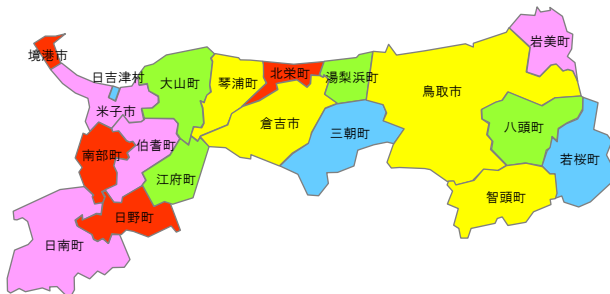 境港市
日吉津村
米子市
大山町
琴浦町
北栄町
湯梨浜町
鳥取市
岩美町
倉吉市
三朝町
八頭町
若桜町
智頭町
南部町
伯耆町
江府町
日野町
日南町